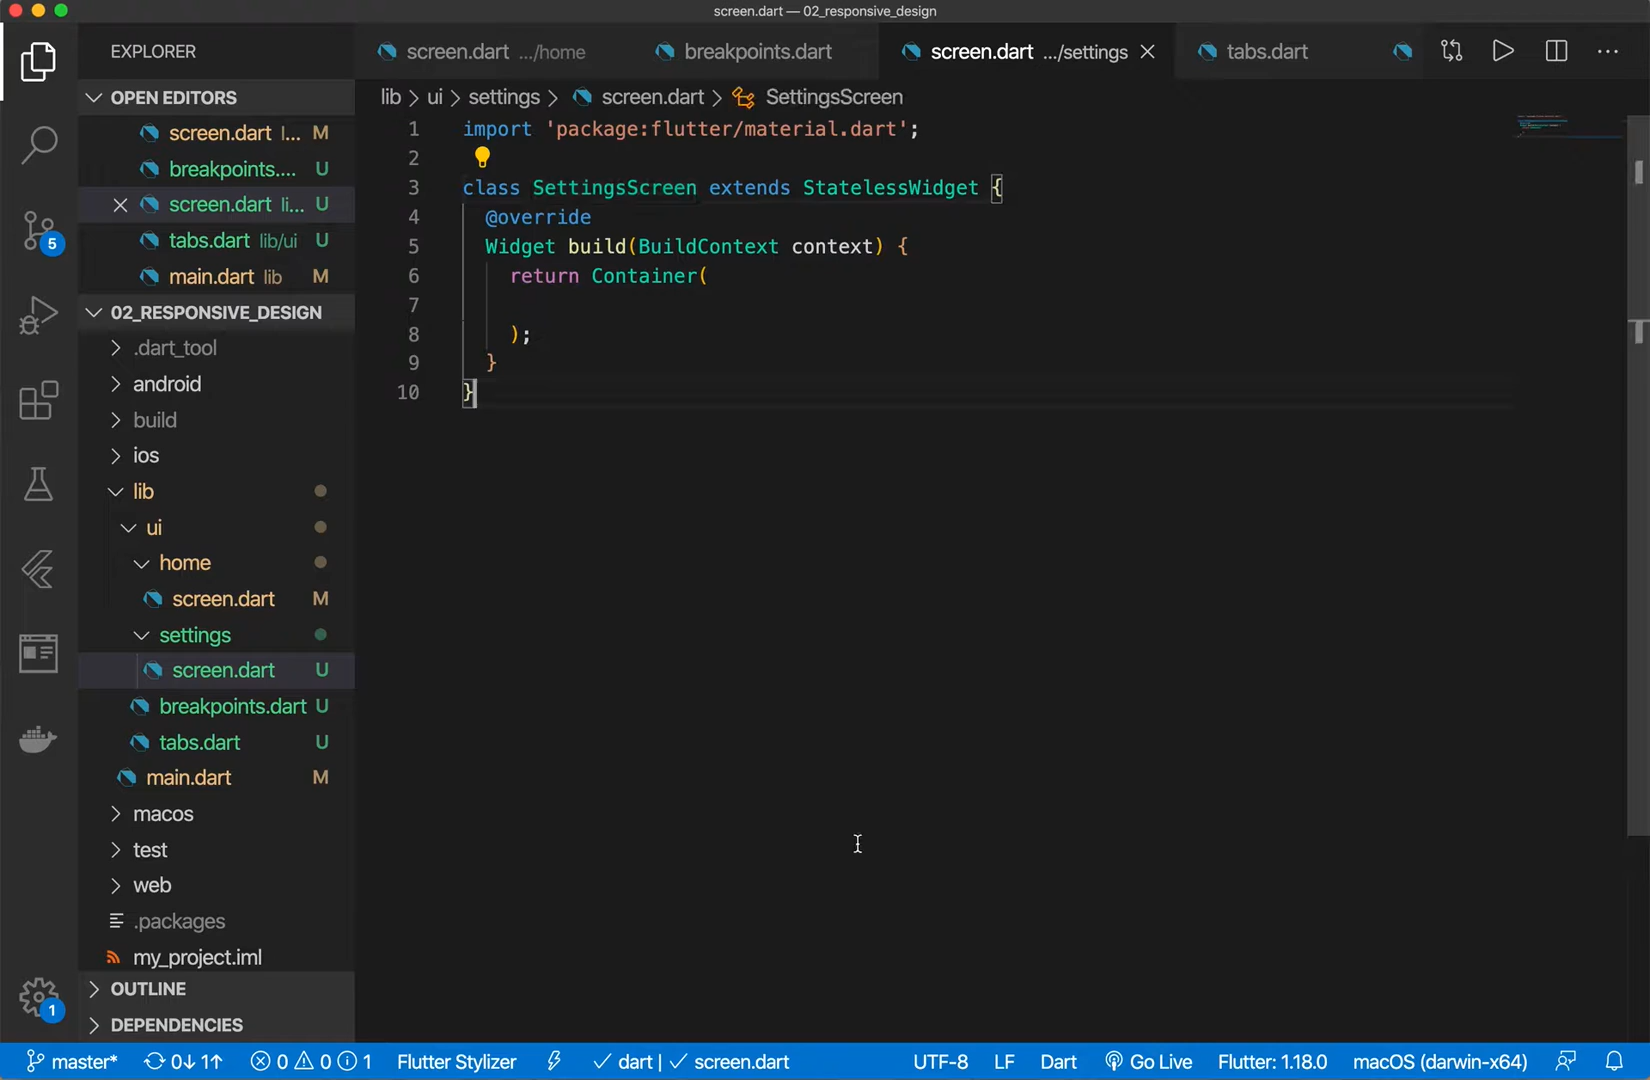 screen.dart — 02_responsive_design
EXPLORER
screen.dart .../home
breakpoints.dart
screen.dart .../settings
tabs.dart
OPEN EDITORS
screen.dart l... M
breakpoints.... U
screen.dart li... U
tabs.dart lib/ui U
main.dart lib M
02_RESPONSIVE_DESIGN
.dart_tool
android
build
ios
lib
ui
home
screen.dart M
settings
screen.dart U
breakpoints.dart U
tabs.dart U
main.dart M
macos
test
web
.packages
my_project.iml
OUTLINE
DEPENDENCIES
5
1
lib > ui > settings > screen.dart > SettingsScreen
1 import 'package:flutter/material.dart';
2
3 class SettingsScreen extends StatelessWidget {
4 @override
5 Widget build(BuildContext context) {
6 return Container(
7
8 );
9 }
10 }
master* 0↓ 1↑ 0 0 1 Flutter Stylizer dart | screen.dart UTF-8 LF Dart Go Live Flutter: 1.18.0 macOS (darwin-x64)